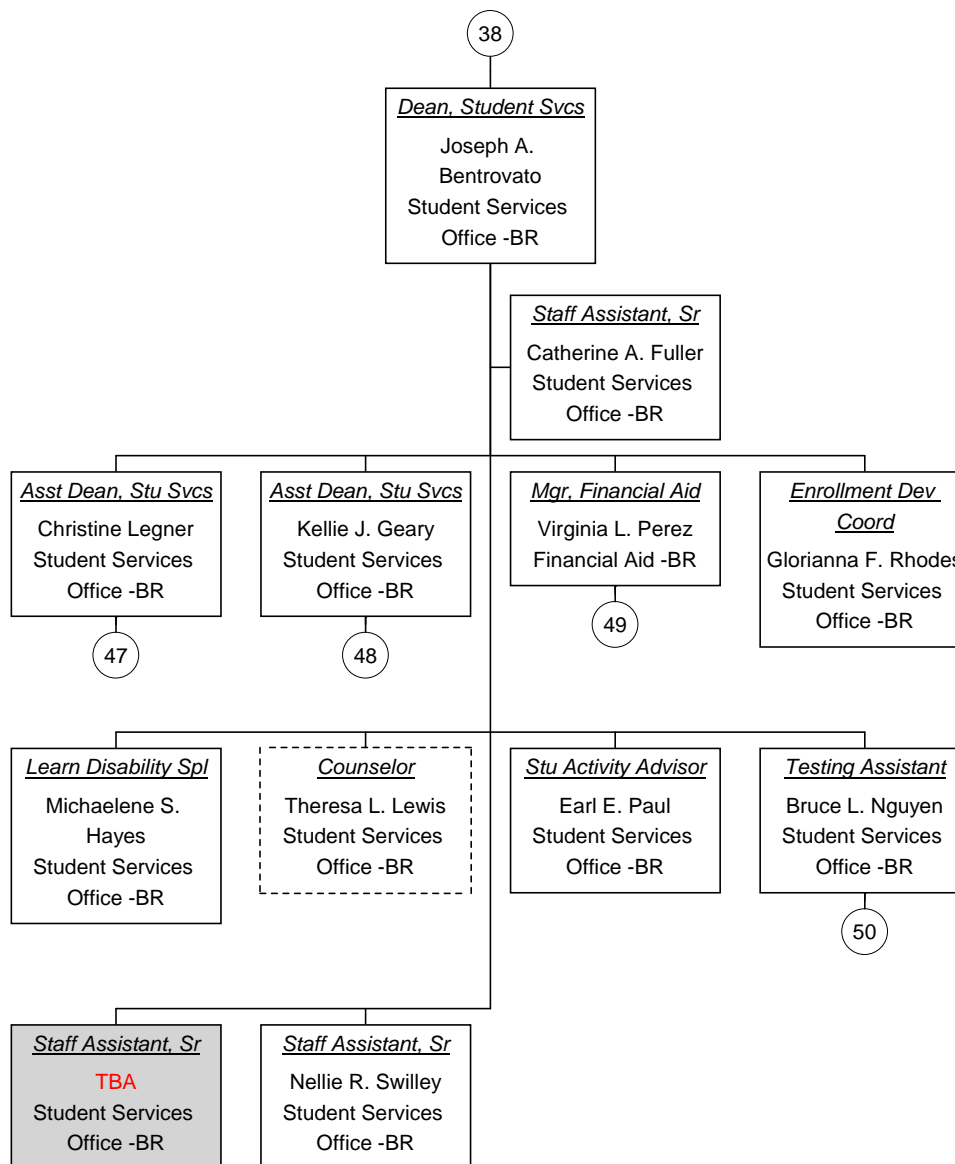 38
Dean, Student Svcs
Joseph A.
Bentrovato
Student Services
Office -BR
Staff Assistant, Sr
Catherine A. Fuller
Student Services
Office -BR
Asst Dean, Stu Svcs
Christine Legner
Student Services
Office -BR
47
Asst Dean, Stu Svcs
Kellie J. Geary
Student Services
Office -BR
48
Mgr, Financial Aid
Virginia L. Perez
Financial Aid -BR
49
Enrollment Dev
Coord
Glorianna F. Rhodes
Student Services
Office -BR
Learn Disability Spl
Michaelene S.
Hayes
Student Services
Office -BR
Counselor
Theresa L. Lewis
Student Services
Office -BR
Stu Activity Advisor
Earl E. Paul
Student Services
Office -BR
Testing Assistant
Bruce L. Nguyen
Student Services
Office -BR
50
Staff Assistant, Sr
TBA
Student Services
Office -BR
Staff Assistant, Sr
Nellie R. Swilley
Student Services
Office -BR